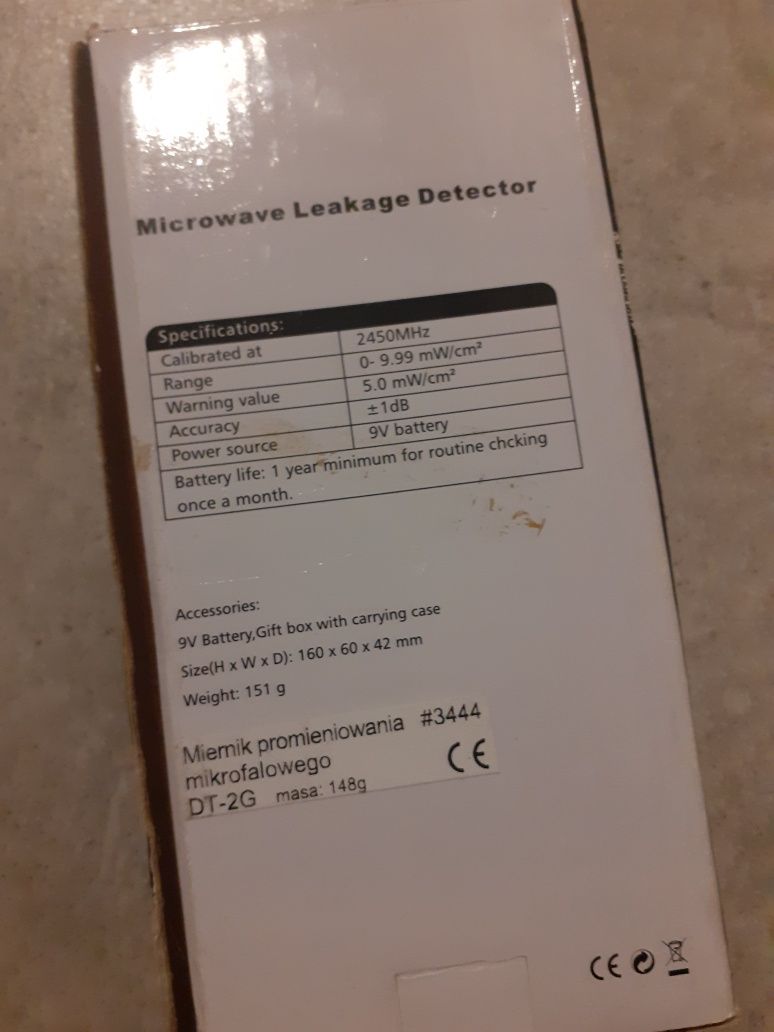 Microwave Leakage Detector
Specifications:
Calibrated at 2450MHz
Range 0- 9.99 mW/cm²
Warning value 5.0 mW/cm²
Accuracy ±1dB
Power source 9V battery
Battery life: 1 year minimum for routine chcking
once a month.
Accessories:
9V Battery,Gift box with carrying case
Size(H x W x D): 160 x 60 x 42 mm
Weight: 151 g
Miernik promieniowania #3444
mikrofalowego CE
DT-2G masa: 148g
CE